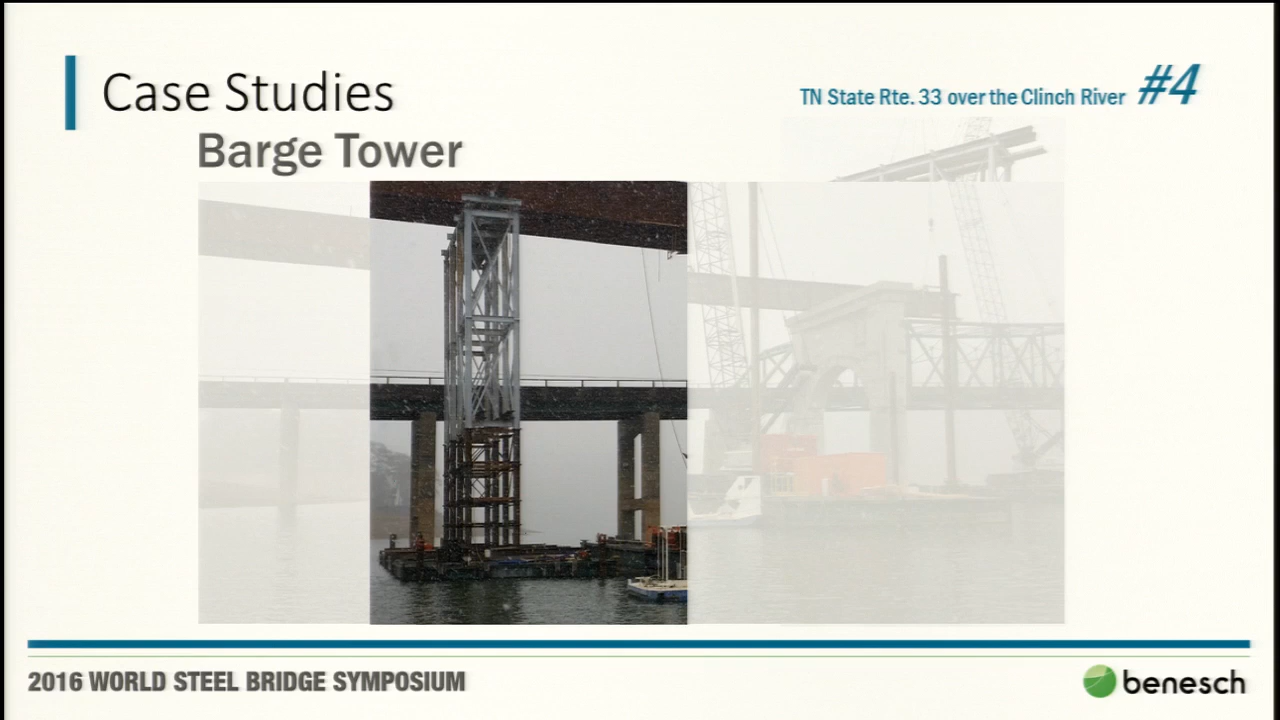 Case Studies
TN State Rte. 33 over the Clinch River #4
Barge Tower
2016 WORLD STEEL BRIDGE SYMPOSIUM
benesch